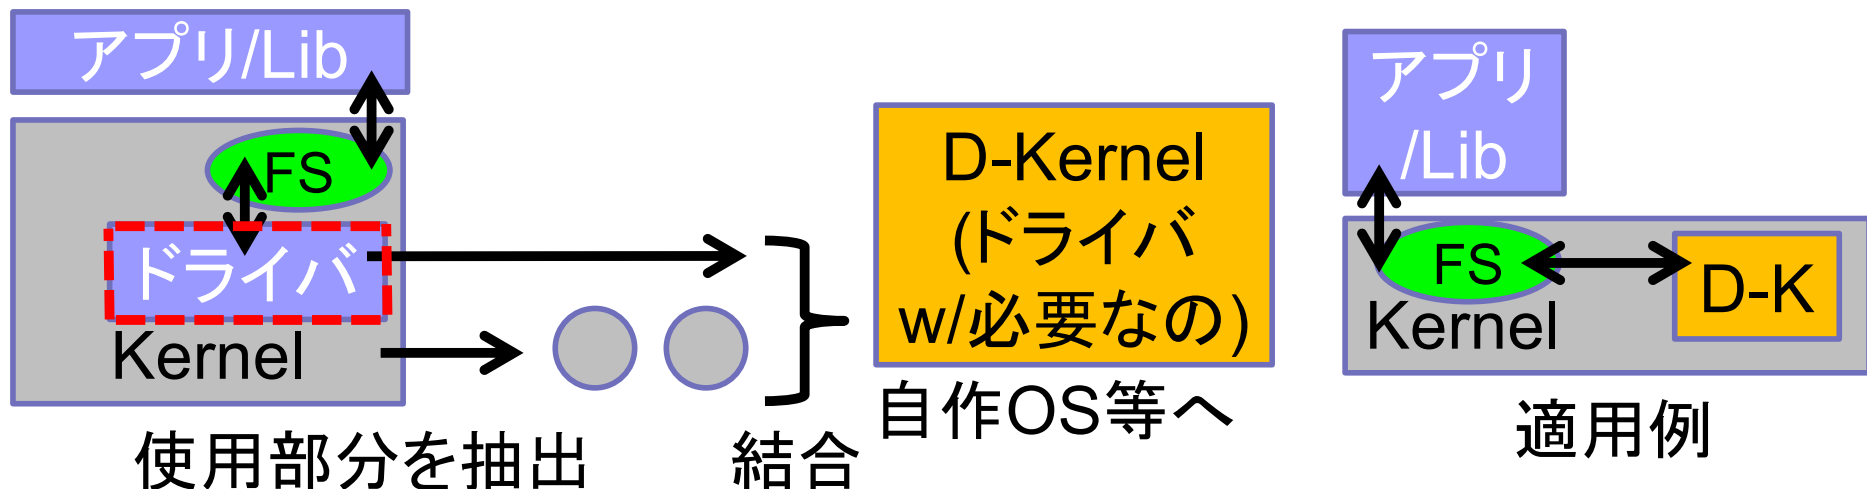 アプリ/Lib
FS
ドライバ
Kernel
使用部分を抽出
結合
D-Kernel
(ドライバ
w/必要なの)
自作OS等へ
アプリ
/Lib
FS
D-K
Kernel
適用例